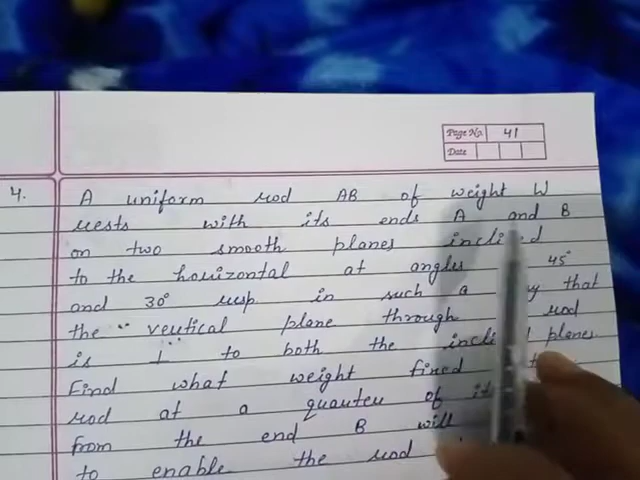 Page No. 41
Date
4. A uniform rod AB of weight W
rests with its ends A and B
on two smooth planes inclined
to the horizontal at angles 45°
and 30° resp in such a that
the "vertical plane through rod
is ⊥ to both the planes
Find what weight fixed
rod at a quarter of
from the end B will
to enable the rod